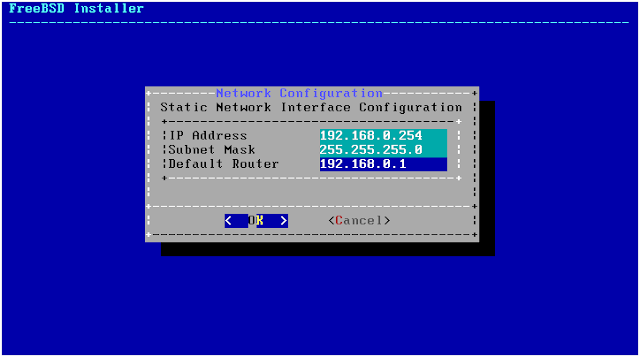 FreeBSD Installer
Network Configuration
Static Network Interface Configuration
IP Address 192.168.0.254
Subnet Mask 255.255.255.0
Default Router 192.168.0.1
< OK > <Cancel>